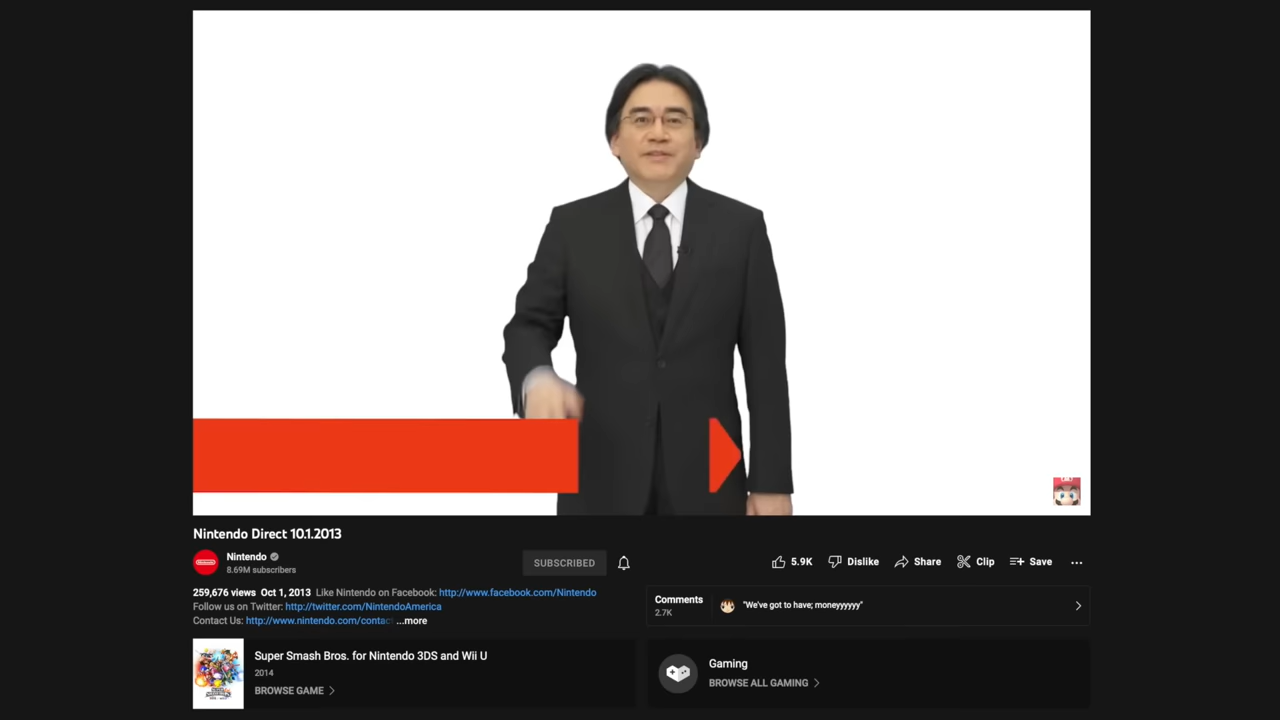 Nintendo Direct 10.1.2013
Nintendo
8.69M subscribers
SUBSCRIBED
5.9K
Dislike
Share
Clip
Save
259,676 views Oct 1, 2013 Like Nintendo on Facebook: http://www.facebook.com/Nintendo
Follow us on Twitter: http://twitter.com/NintendoAmerica
Contact Us: http://www.nintendo.com/contac ...more
Comments
2.7K
"We've got to have; moneyyyyyy"
Super Smash Bros. for Nintendo 3DS and Wii U
2014
BROWSE GAME
Gaming
BROWSE ALL GAMING